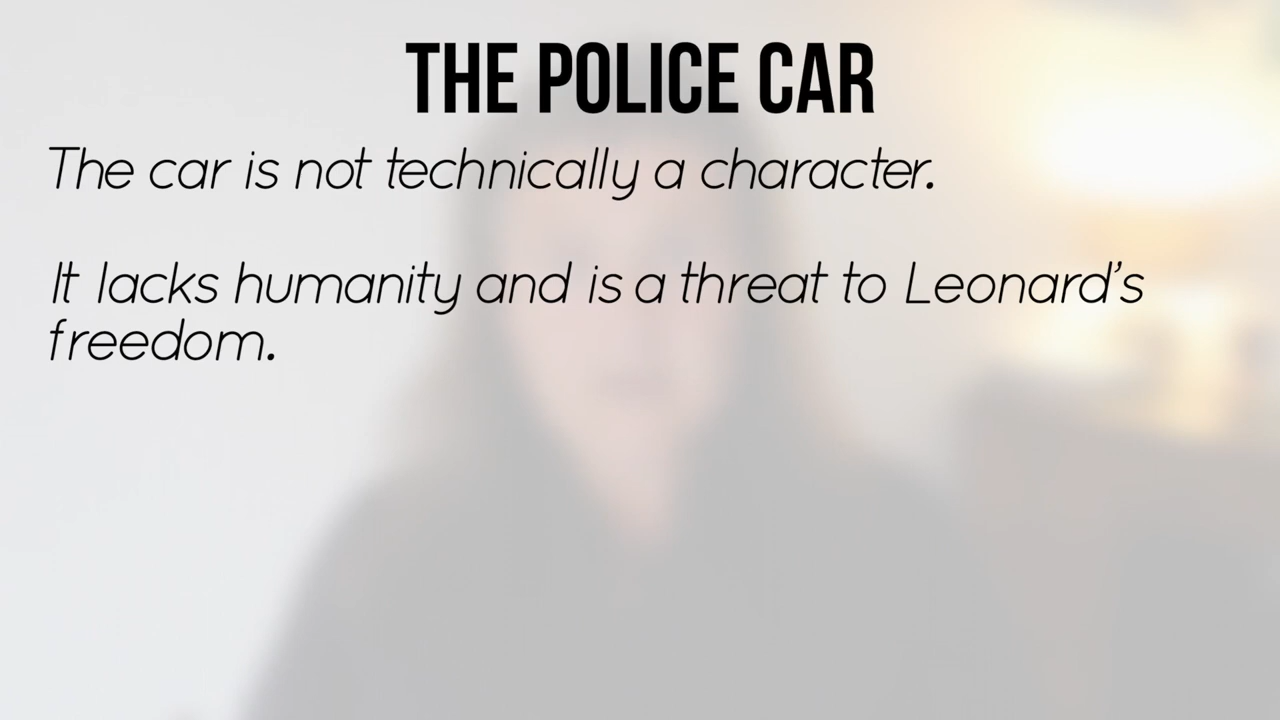 THE POLICE CAR
The car is not technically a character.
It lacks humanity and is a threat to Leonard's
freedom.